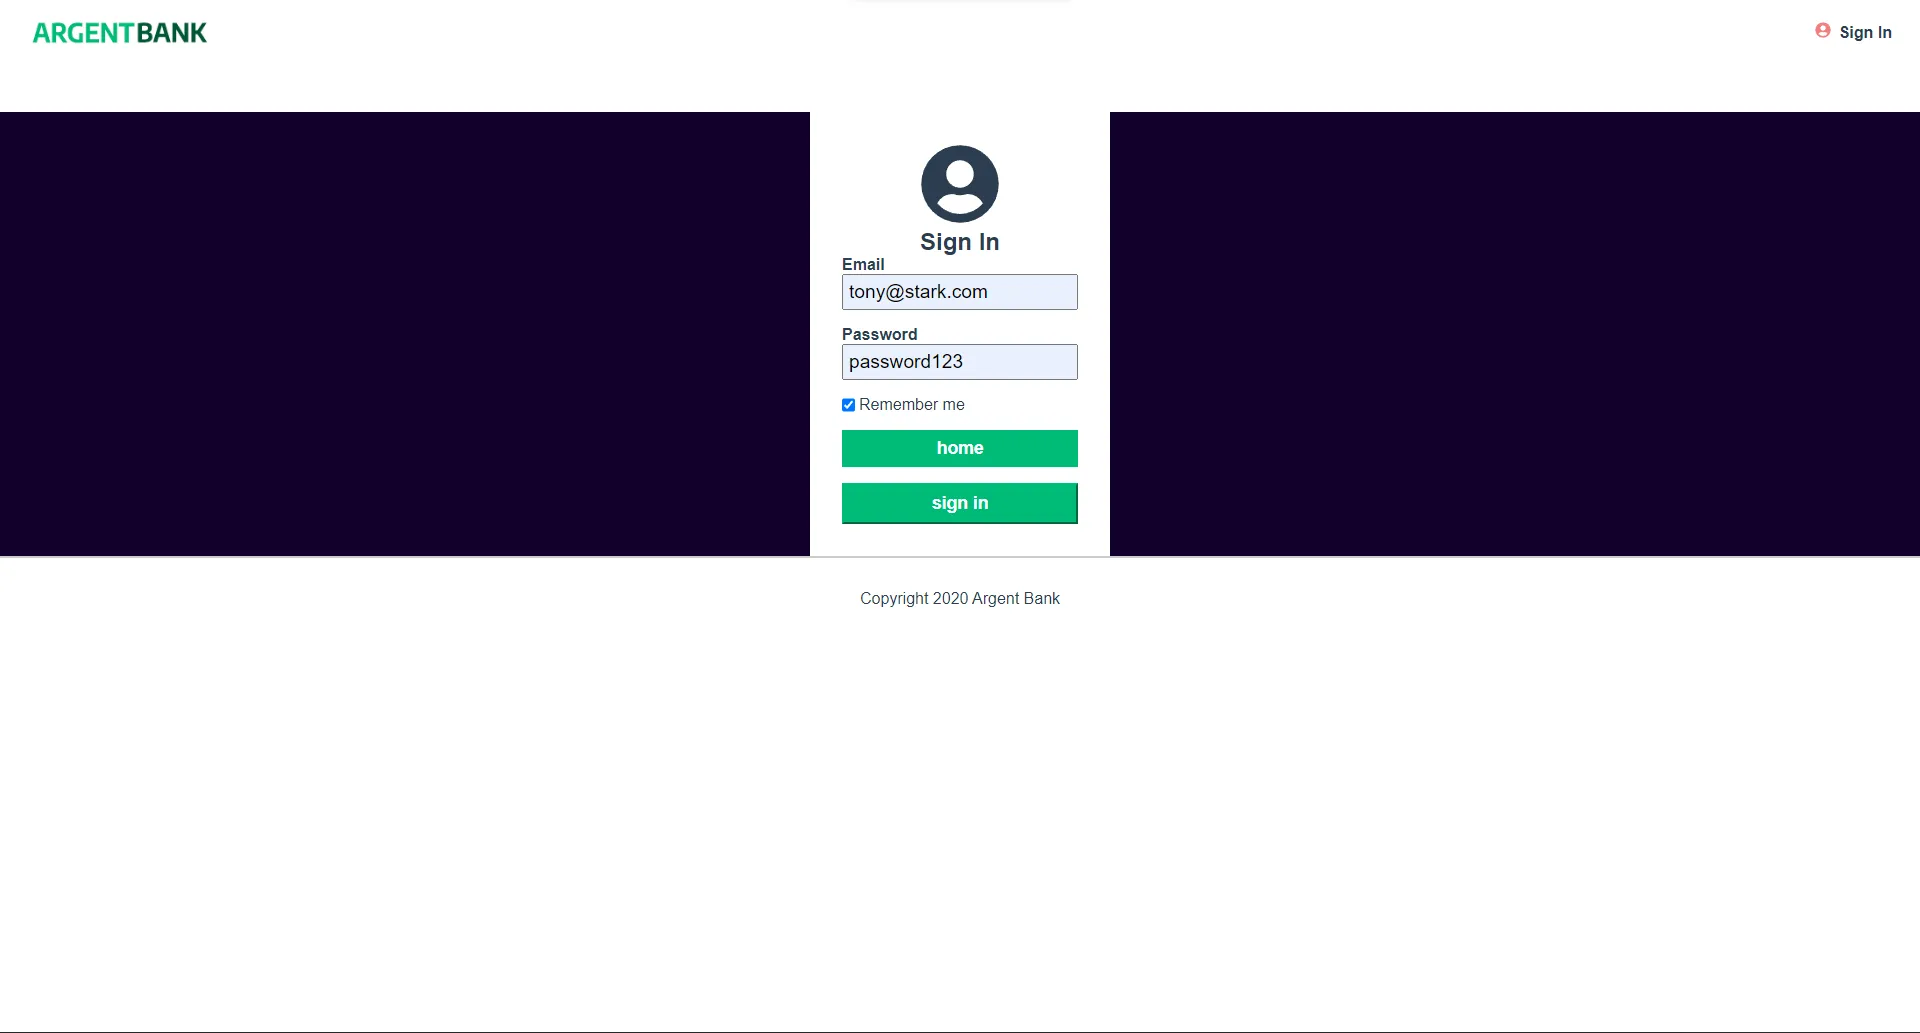 ARGENTBANK
Sign In
Sign In
Email
tony@stark.com
Password
password123
Remember me
home
sign in
Copyright 2020 Argent Bank